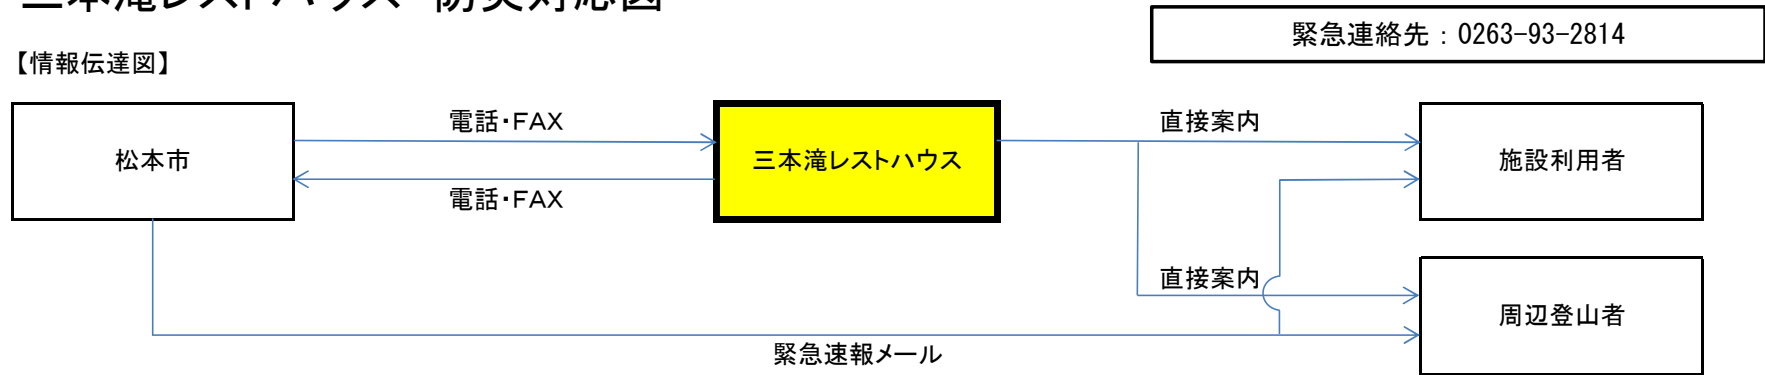 三本滝レストハウス 防災対応図
緊急連絡先：0263-93-2814
【情報伝達図】
電話・FAX
直接案内
松本市
三本滝レストハウス
施設利用者
電話・FAX
直接案内
周辺登山者
緊急速報メール